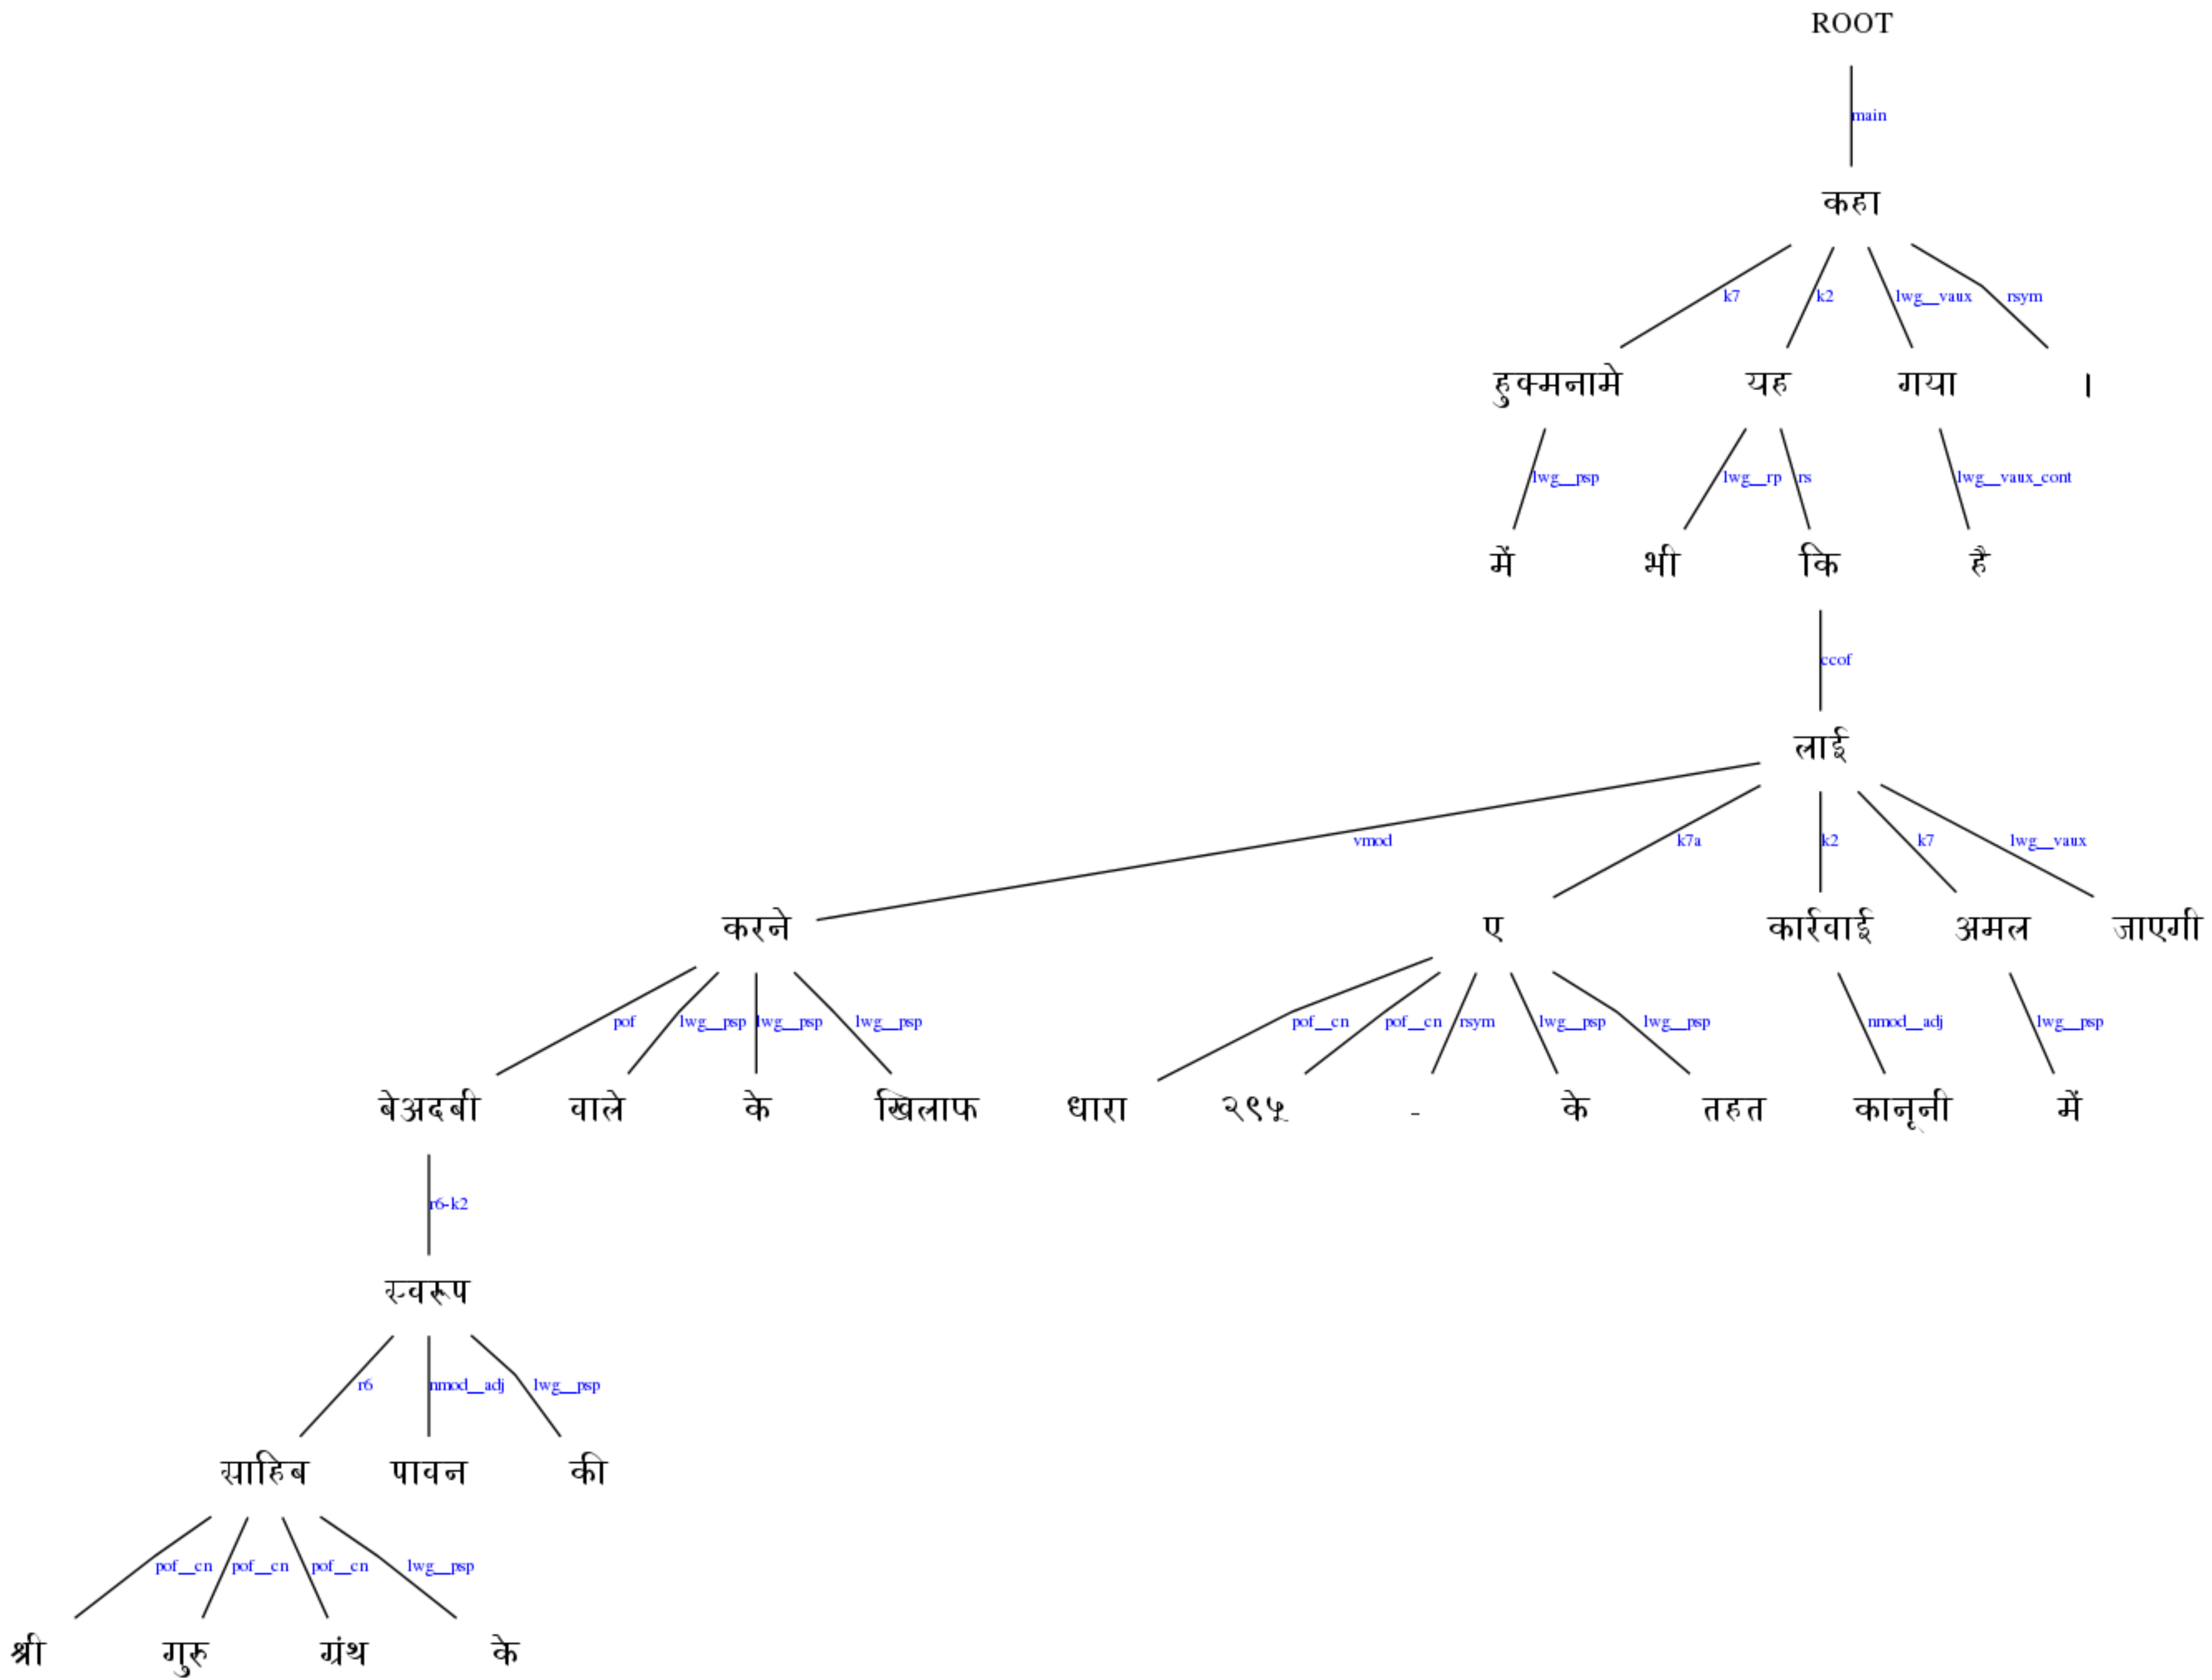 ROOT
main
कहा
k7 k2 lwg__vaux rsym
हुक्मनामे यह गया ।
lwg__psp lwg__rp rs lwg__vaux_cont
में भी कि है
ccof
लाई
vmod k7a k2 k7 lwg__vaux
करने ए कार्रवाई अमल जाएगी
pof lwg__psp lwg__psp lwg__psp pof__cn pof__cn rsym lwg__psp lwg__psp nmod__adj lwg__psp
बेअदबी वाले के खिलाफ धारा २९५ - के तहत कानूनी में
r6-k2
स्वरूप
r6 nmod__adj lwg__psp
साहिब पावन की
pof__cn pof__cn pof__cn lwg__psp
श्री गुरु ग्रंथ के